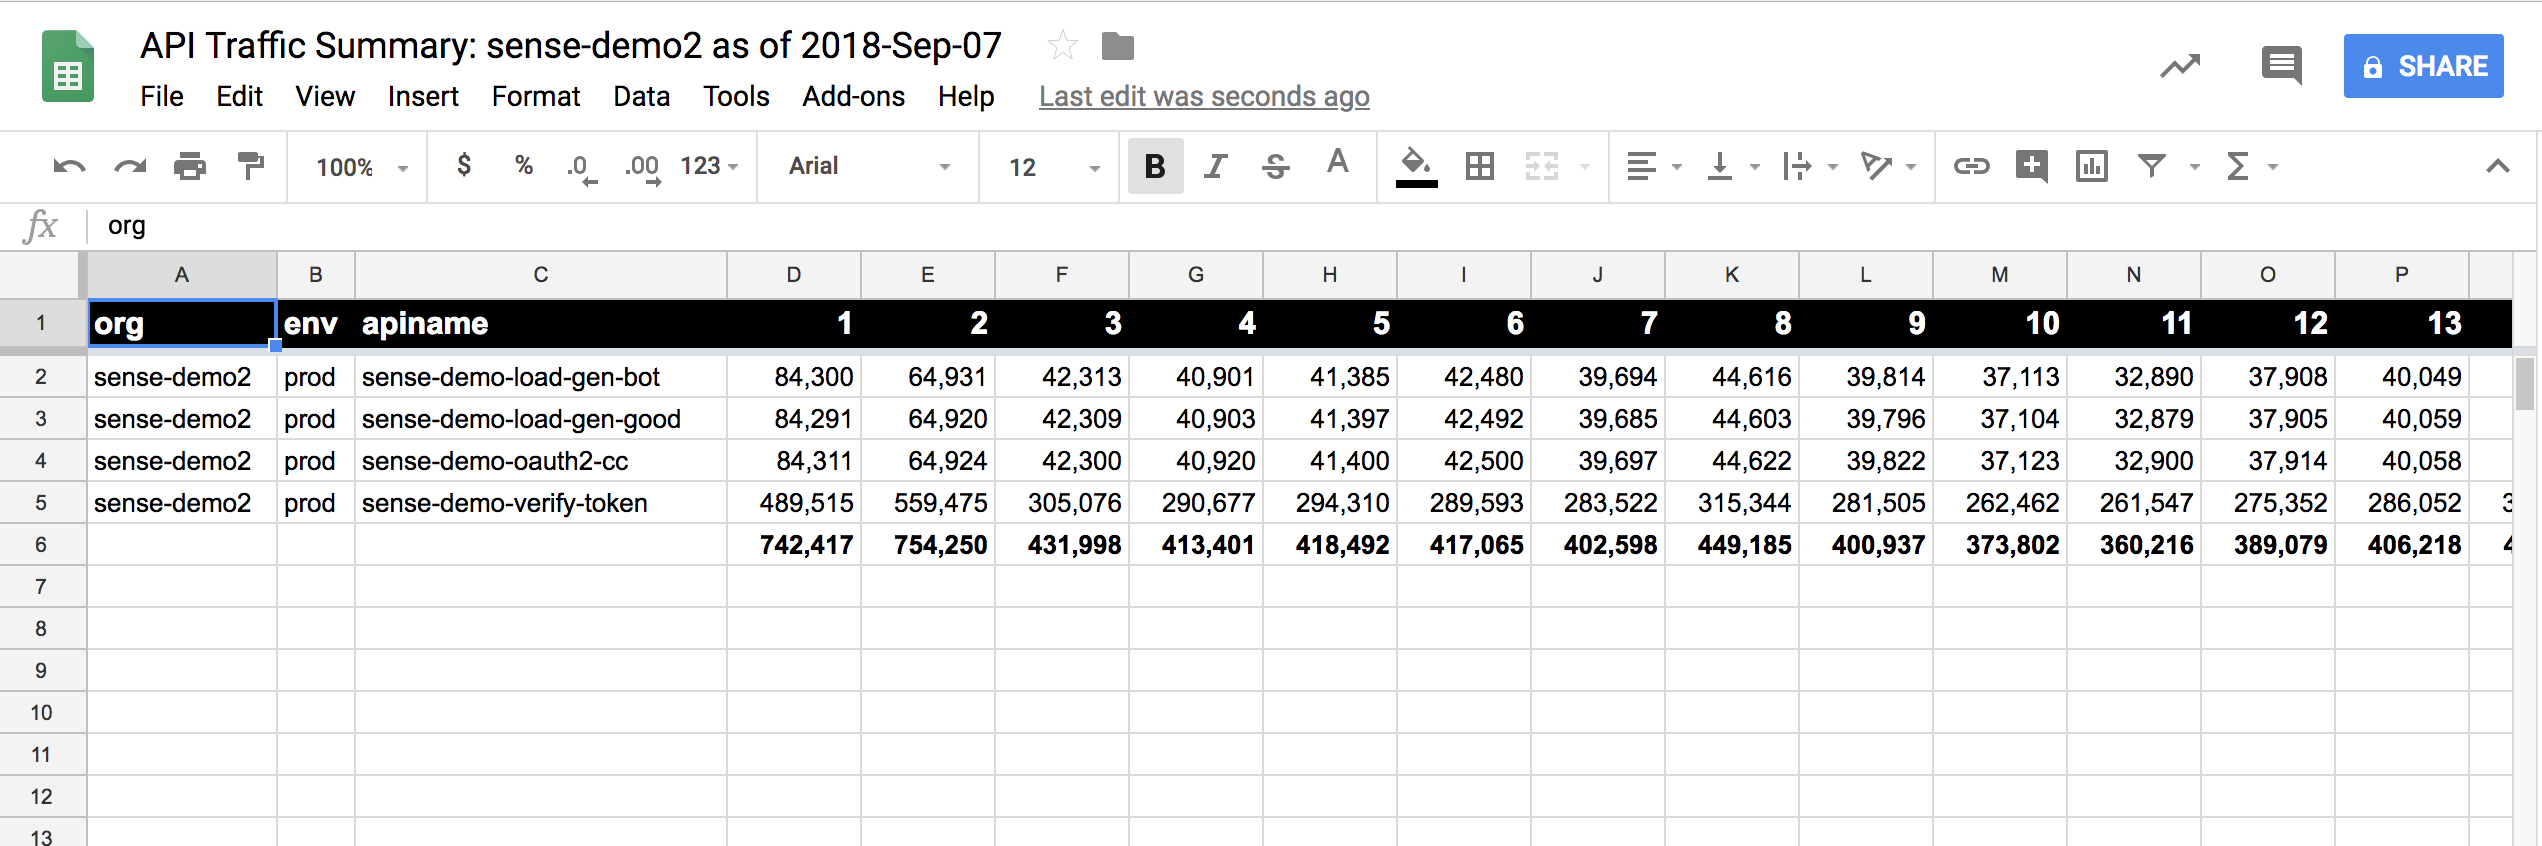 API Traffic Summary: sense-demo2 as of 2018-Sep-07
File Edit View Insert Format Data Tools Add-ons Help Last edit was seconds ago
SHARE
100% $ % .0 .00 123 Arial 12 B I S A
fx org
A B C D E F G H I J K L M N O P
1 org env apiname 1 2 3 4 5 6 7 8 9 10 11 12 13
2 sense-demo2 prod sense-demo-load-gen-bot 84,300 64,931 42,313 40,901 41,385 42,480 39,694 44,616 39,814 37,113 32,890 37,908 40,049
3 sense-demo2 prod sense-demo-load-gen-good 84,291 64,920 42,309 40,903 41,397 42,492 39,685 44,603 39,796 37,104 32,879 37,905 40,059
4 sense-demo2 prod sense-demo-oauth2-cc 84,311 64,924 42,300 40,920 41,400 42,500 39,697 44,622 39,822 37,123 32,900 37,914 40,058
5 sense-demo2 prod sense-demo-verify-token 489,515 559,475 305,076 290,677 294,310 289,593 283,522 315,344 281,505 262,462 261,547 275,352 286,052
6 742,417 754,250 431,998 413,401 418,492 417,065 402,598 449,185 400,937 373,802 360,216 389,079 406,218
7
8
9
10
11
12
13